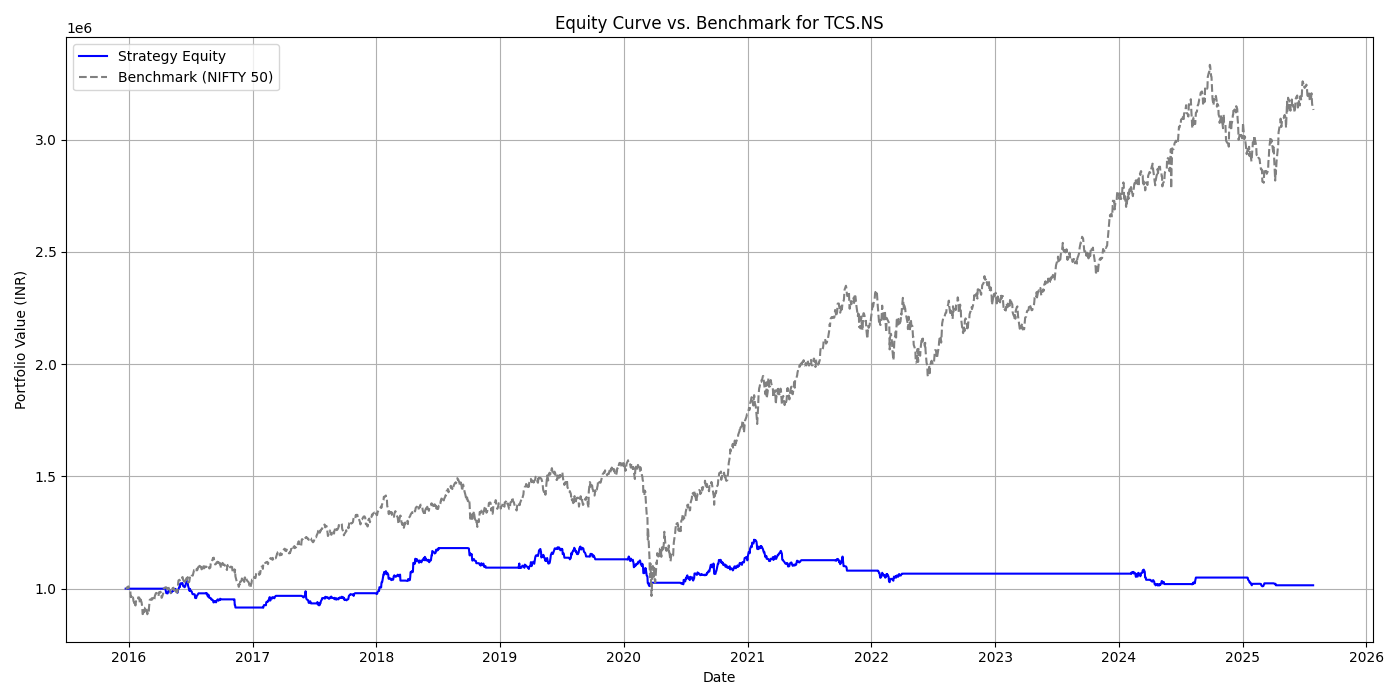 Equity Curve vs. Benchmark for TCS.NS
1e6
Strategy Equity
Benchmark (NIFTY 50)
3.0
2.5
2.0
1.5
1.0
Portfolio Value (INR)
2016 2017 2018 2019 2020 2021 2022 2023 2024 2025 2026
Date